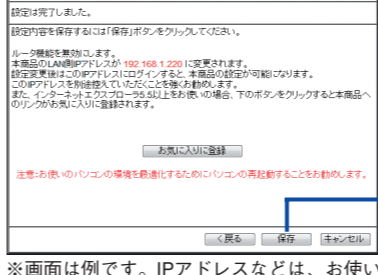 設定は完了しました。
設定内容を保存するには「保存」ボタンをクリックしてください。
ルータ機能を無効にします。
本商品のLAN側IPアドレスが 192.168.1.220 に変更されます。
設定変更後はこのIPアドレスにログインすると、本商品の設定が可能になります。
このIPアドレスを別途控えていただくことを強くお勧めします。
また、インターネットエクスプローラ5.5以上をお使いの場合、下のボタンをクリックすると本商品へ
のリンクがお気に入りに登録されます。
お気に入りに登録
注意:お使いのパソコンの環境を最適化するためにパソコンの再起動することをお勧めします。
＜戻る 保存 キャンセル
※画面は例です。IPアドレスなどは、お使い